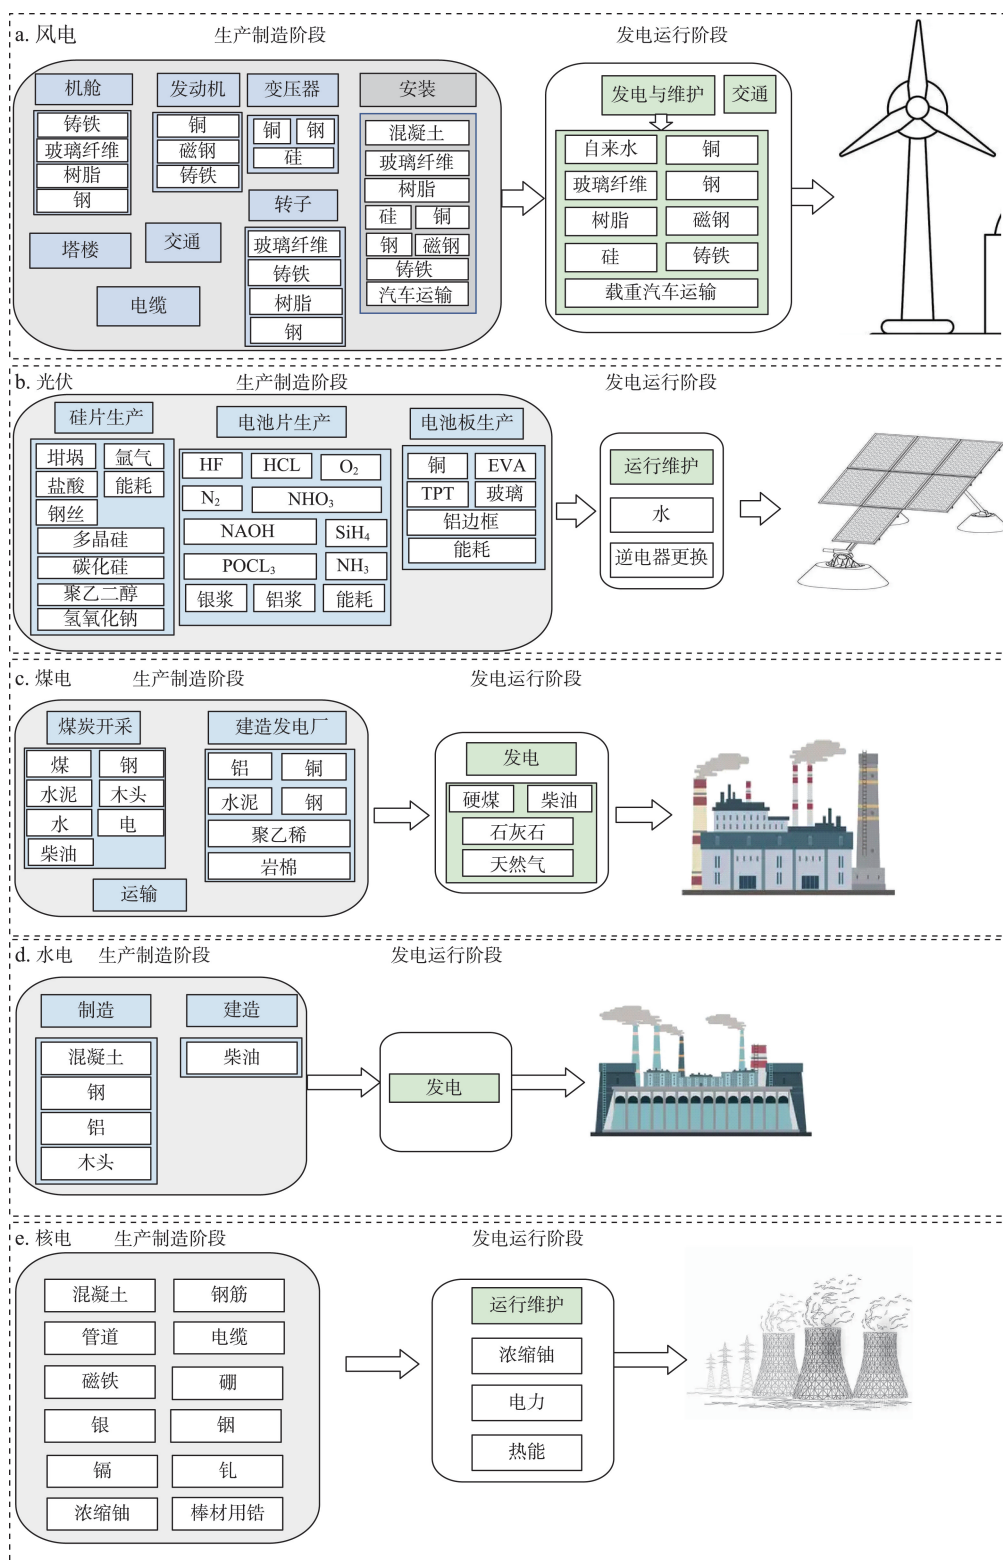 a. 风电 生产制造阶段 发电运行阶段
机舱 发动机 变压器 安装
铸铁
玻璃纤维
树脂
钢
铜
磁钢
铸铁
铜 钢
硅
转子
玻璃纤维
铸铁
树脂
钢
塔楼 交通
电缆
混凝土
玻璃纤维
树脂
硅 铜
钢 磁钢
铸铁
汽车运输
发电与维护 交通
自来水 铜
玻璃纤维 钢
树脂 磁钢
硅 铸铁
载重汽车运输
b. 光伏 生产制造阶段 发电运行阶段
硅片生产 电池片生产 电池板生产
坩埚 氩气
盐酸 能耗
钢丝
多晶硅
碳化硅
聚乙二醇
氢氧化钠
HF HCL O₂
N₂ NHO₃
NAOH SiH₄
POCL₃ NH₃
银浆 铝浆 能耗
铜 EVA
TPT 玻璃
铝边框
能耗
运行维护
水
逆电器更换
c. 煤电 生产制造阶段 发电运行阶段
煤炭开采 建造发电厂
煤 钢
水泥 木头
水 电
柴油
运输
铝 铜
水泥 钢
聚乙稀
岩棉
发电
硬煤 柴油
石灰石
天然气
d. 水电 生产制造阶段 发电运行阶段
制造 建造
混凝土
钢
铝
木头
柴油
发电
e. 核电 生产制造阶段 发电运行阶段
混凝土 钢筋
管道 电缆
磁铁 硼
银 铟
镉 钆
浓缩铀 棒材用锆
运行维护
浓缩铀
电力
热能